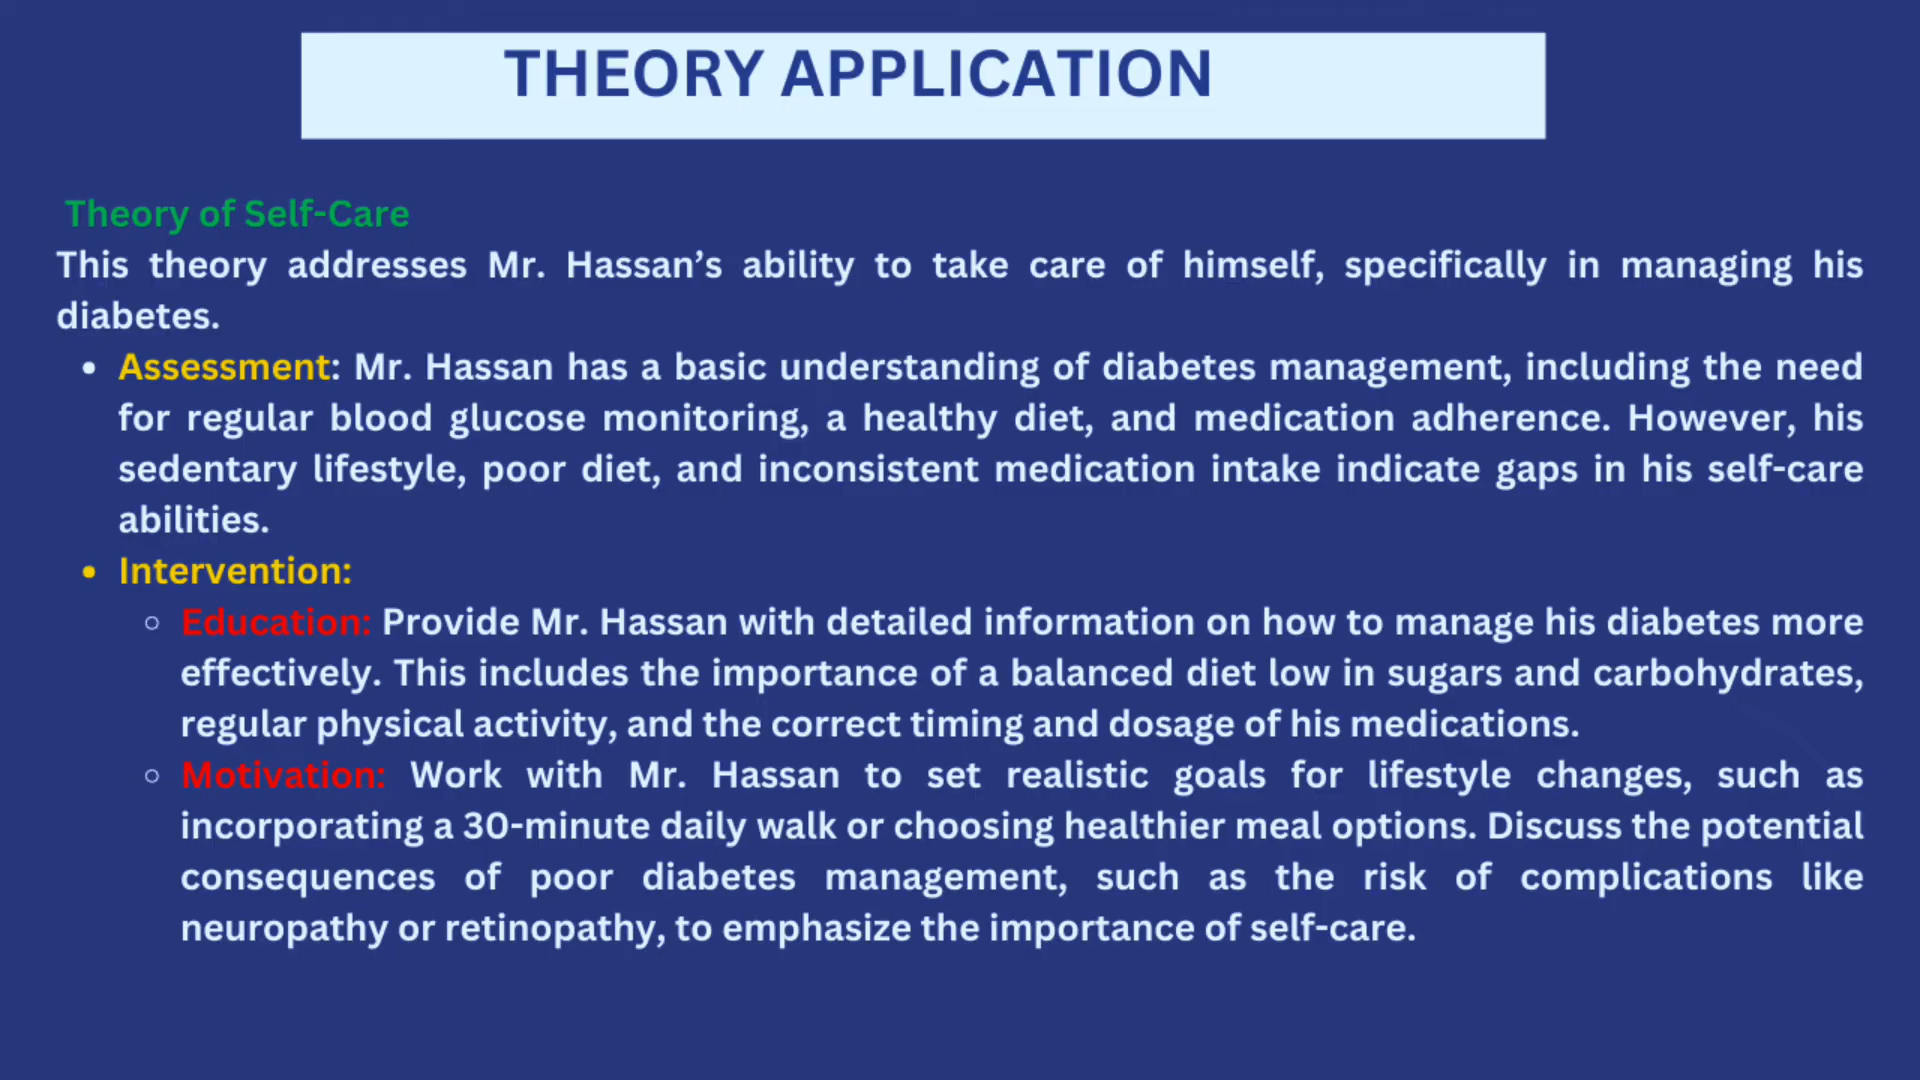 THEORY APPLICATION
Theory of Self-Care
This theory addresses Mr. Hassan’s ability to take care of himself, specifically in managing his
diabetes.
• Assessment: Mr. Hassan has a basic understanding of diabetes management, including the need
for regular blood glucose monitoring, a healthy diet, and medication adherence. However, his
sedentary lifestyle, poor diet, and inconsistent medication intake indicate gaps in his self-care
abilities.
• Intervention:
○ Education: Provide Mr. Hassan with detailed information on how to manage his diabetes more
effectively. This includes the importance of a balanced diet low in sugars and carbohydrates,
regular physical activity, and the correct timing and dosage of his medications.
○ Motivation: Work with Mr. Hassan to set realistic goals for lifestyle changes, such as
incorporating a 30-minute daily walk or choosing healthier meal options. Discuss the potential
consequences of poor diabetes management, such as the risk of complications like
neuropathy or retinopathy, to emphasize the importance of self-care.